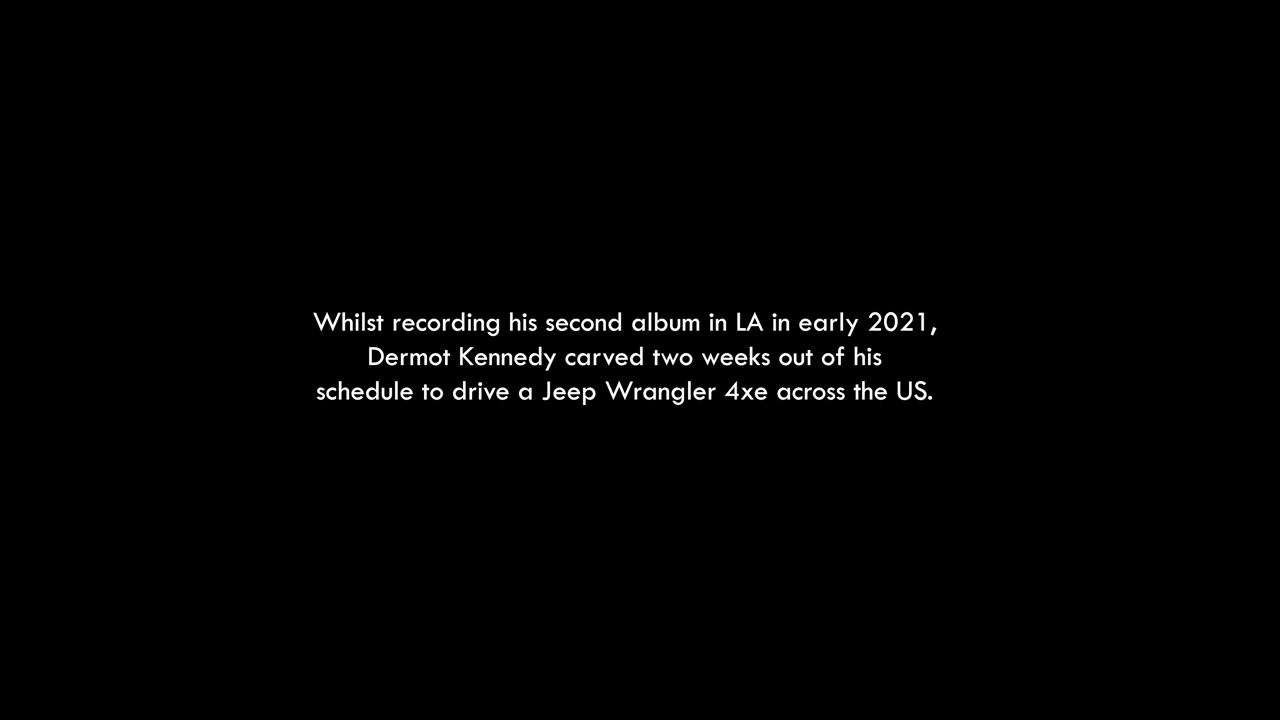 Whilst recording his second album in LA in early 2021,
Dermot Kennedy carved two weeks out of his
schedule to drive a Jeep Wrangler 4xe across the US.